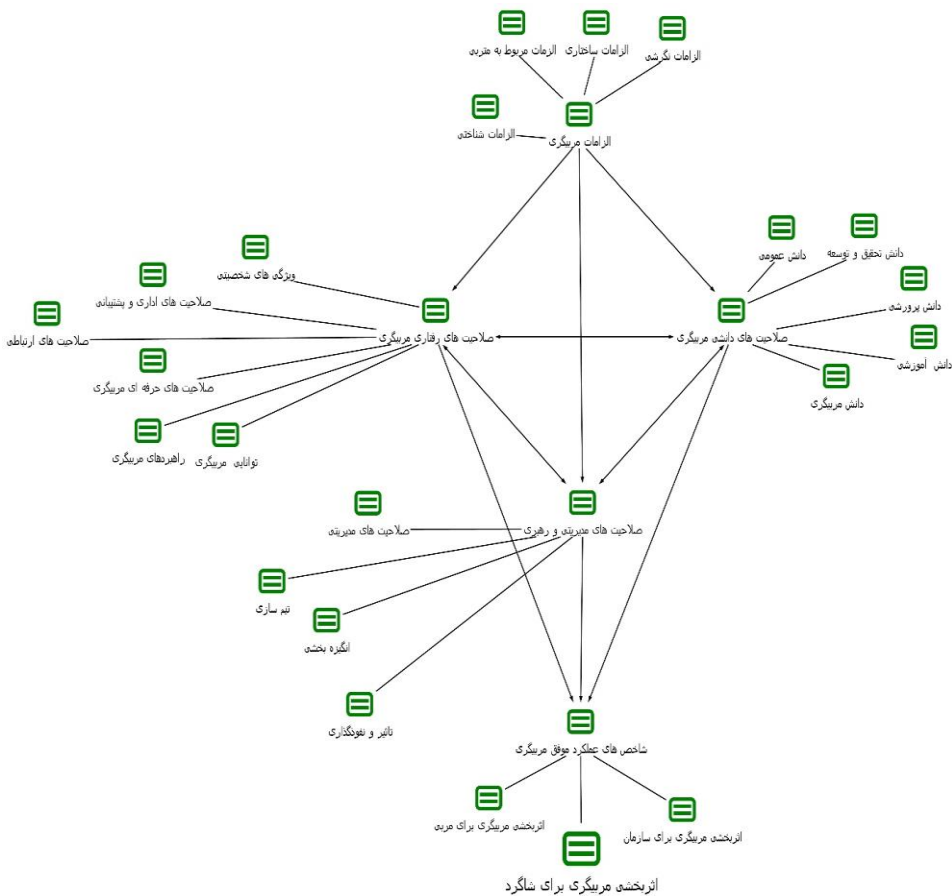 الزمات مربوط به متربی
الزامات ساختاری
الزامات نگرشی
الزامات شناختی
الزامات مربیگری
ویژگی های شخصیتی
صلاحیت های اداری و پشتیبانی
صلاحیت های ارتباطی
صلاحیت های رفتاری مربیگری
صلاحیت های حرفه ای مربیگری
راهبردهای مربیگری
توانایی مربیگری
دانش عمومی
دانش تحقیق و توسعه
دانش پرورشی
صلاحیت های دانشی مربیگری
دانش آموزشی
دانش مربیگری
صلاحیت های مدیریتی
صلاحیت های مدیریتی و رهبری
تیم سازی
انگیزه بخشی
تاثیر و نفوذگذاری
شاخص های عملکرد موفق مربیگری
اثربخشی مربیگری برای مربی
اثربخشی مربیگری برای سازمان
اثربخشی مربیگری برای شاگرد